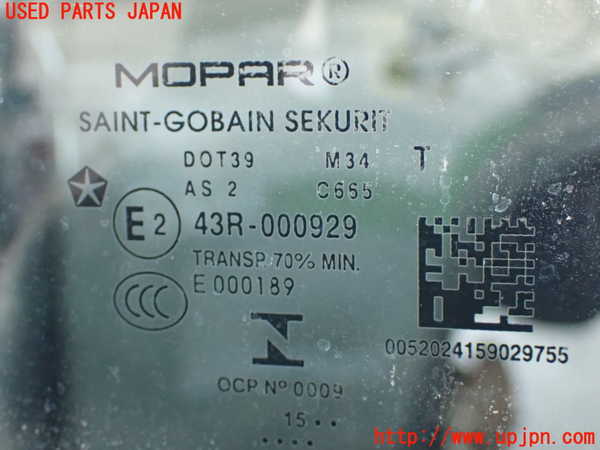 USED PARTS JAPAN
MOPAR®
SAINT-GOBAIN SEKURIT
DOT39 M34 T
AS 2 C665
E2 43R-000929
TRANSP. 70% MIN.
CCC E 000189
OCP Nº 0009
0052024159029755
15 • •
• • • •
http://www.upjpn.com/